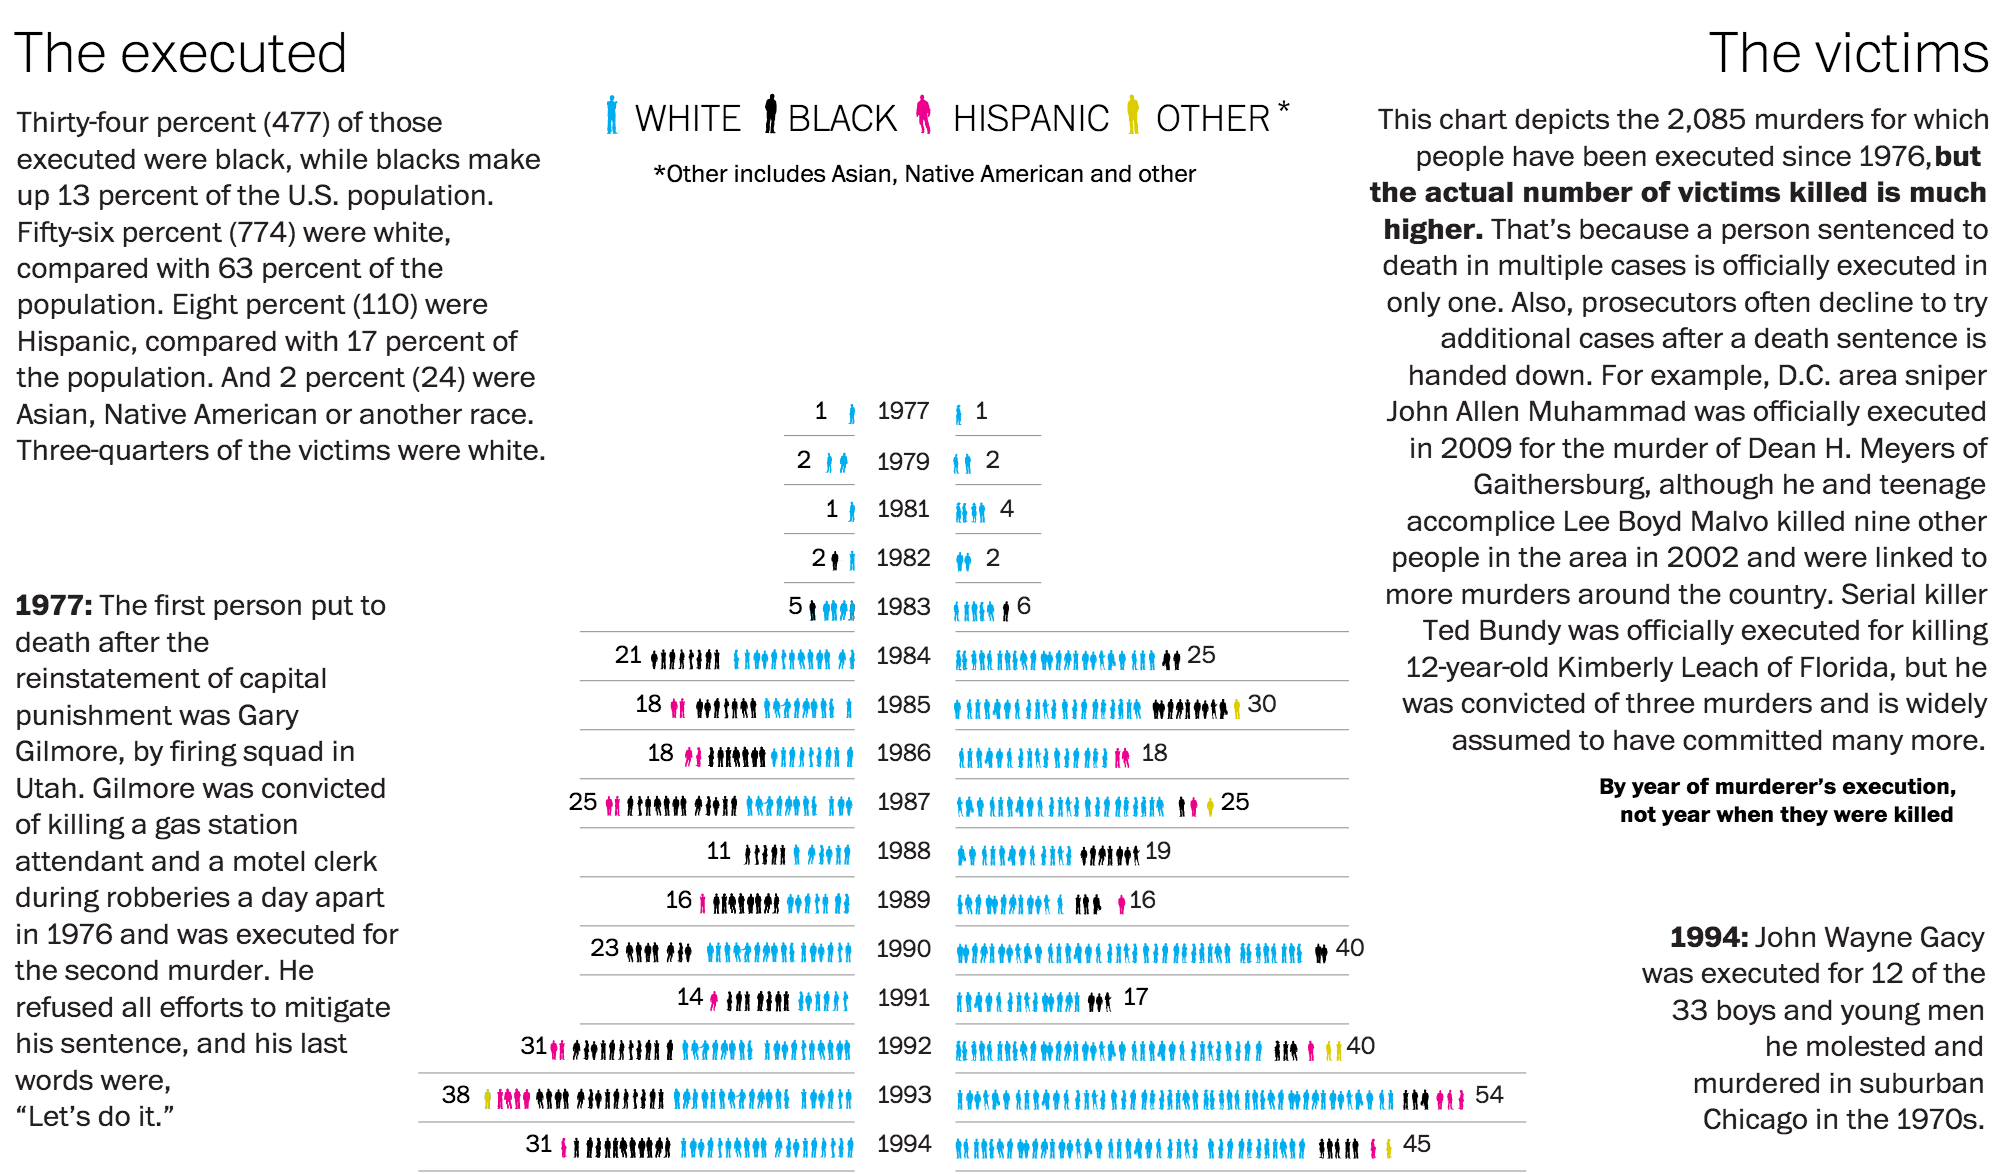 The executed
Thirty-four percent (477) of those
executed were black, while blacks make
up 13 percent of the U.S. population.
Fifty-six percent (774) were white,
compared with 63 percent of the
population. Eight percent (110) were
Hispanic, compared with 17 percent of
the population. And 2 percent (24) were
Asian, Native American or another race.
Three-quarters of the victims were white.
WHITE BLACK HISPANIC OTHER*
*Other includes Asian, Native American and other
The victims
This chart depicts the 2,085 murders for which
people have been executed since 1976, but
the actual number of victims killed is much
higher. That's because a person sentenced to
death in multiple cases is officially executed in
only one. Also, prosecutors often decline to try
additional cases after a death sentence is
handed down. For example, D.C. area sniper
John Allen Muhammad was officially executed
in 2009 for the murder of Dean H. Meyers of
Gaithersburg, although he and teenage
accomplice Lee Boyd Malvo killed nine other
people in the area in 2002 and were linked to
more murders around the country. Serial killer
Ted Bundy was officially executed for killing
12-year-old Kimberly Leach of Florida, but he
was convicted of three murders and is widely
assumed to have committed many more.
By year of murderer's execution,
not year when they were killed
1977: The first person put to
death after the
reinstatement of capital
punishment was Gary
Gilmore, by firing squad in
Utah. Gilmore was convicted
of killing a gas station
attendant and a motel clerk
during robberies a day apart
in 1976 and was executed for
the second murder. He
refused all efforts to mitigate
his sentence, and his last
words were,
“Let's do it.”
1 1977 1
2 1979 2
1 1981 4
2 1982 2
5 1983 6
21 1984 25
18 1985 30
18 1986 18
25 1987 25
11 1988 19
16 1989 16
23 1990 40
14 1991 17
31 1992 40
38 1993 54
31 1994 45
1994: John Wayne Gacy
was executed for 12 of the
33 boys and young men
he molested and
murdered in suburban
Chicago in the 1970s.